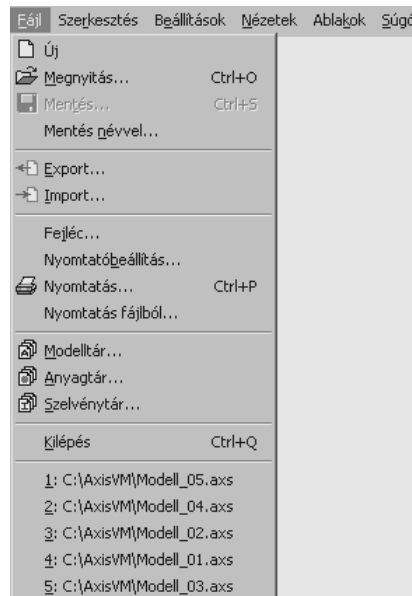 Fájl Szerkesztés Beállítások Nézetek Ablakok Súgó
Új
Megnyitás... Ctrl+O
Mentés... Ctrl+S
Mentés névvel...
Export...
Import...
Fejléc...
Nyomtatóbeállítás...
Nyomtatás... Ctrl+P
Nyomtatás fájlból...
Modelltár...
Anyagtár...
Szelvénytár...
Kilépés Ctrl+Q
1: C:\AxisVM\Modell_05.axs
2: C:\AxisVM\Modell_04.axs
3: C:\AxisVM\Modell_02.axs
4: C:\AxisVM\Modell_01.axs
5: C:\AxisVM\Modell_03.axs